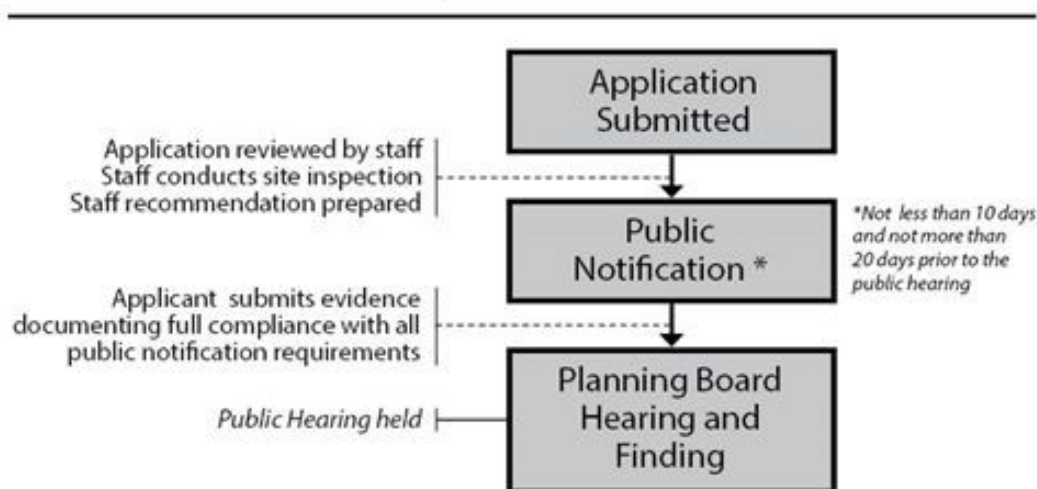 Application
Submitted
Application reviewed by staff
Staff conducts site inspection
Staff recommendation prepared
Public
Notification *
*Not less than 10 days
and not more than
20 days prior to the
public hearing
Applicant submits evidence
documenting full compliance with all
public notification requirements
Planning Board
Hearing and
Finding
Public Hearing held